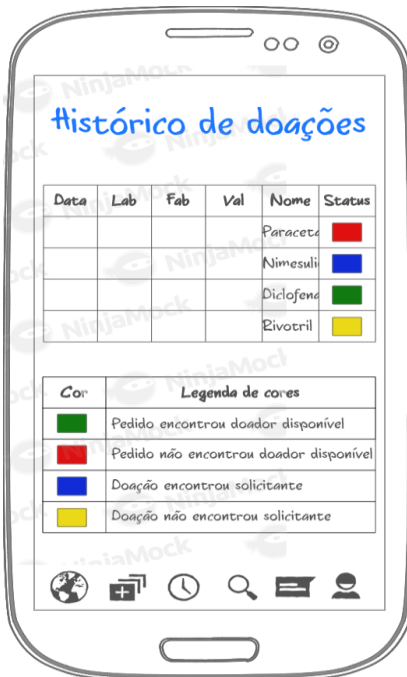 NinjaMock
Histórico de doações
Data Lab Fab Val Nome Status
Paraceta
Nimesuli
Diclofena
Rivotril
Cor Legenda de cores
Pedido encontrou doador disponível
Pedido não encontrou doador disponível
Doação encontrou solicitante
Doação não encontrou solicitante